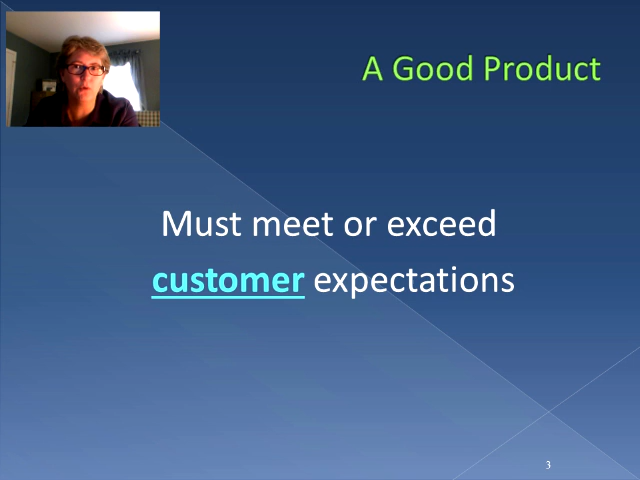 A Good Product
Must meet or exceed
customer expectations
3